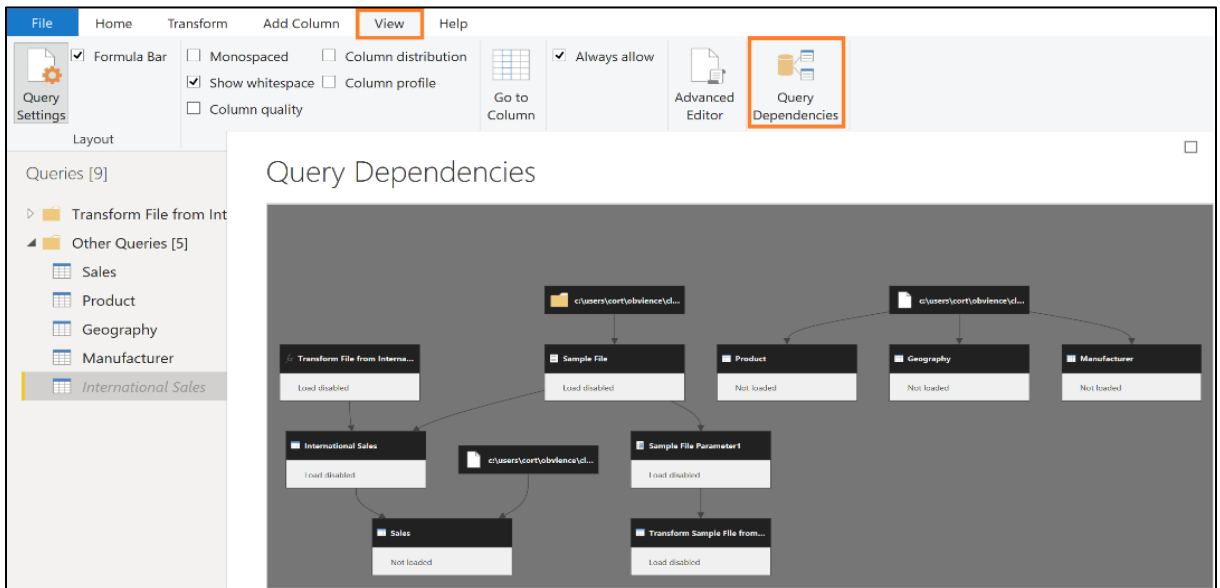 File Home Transform Add Column View Help
Formula Bar
Monospaced
Column distribution
Always allow
Show whitespace
Column profile
Column quality
Query
Settings
Go to
Column
Advanced
Editor
Query
Dependencies
Layout
Queries [9]
Transform File from Int
Other Queries [5]
Sales
Product
Geography
Manufacturer
International Sales
Query Dependencies
c:\users\cort\obvience\cl...
c:\users\cort\obvience\cl...
fx Transform File from Interna...
Load disabled
Sample File
Load disabled
Product
Not loaded
Geography
Not loaded
Manufacturer
Not loaded
International Sales
Load disabled
c:\users\cort\obvience\cl...
Sample File Parameter1
Load disabled
Sales
Not loaded
Transform Sample File from...
Load disabled